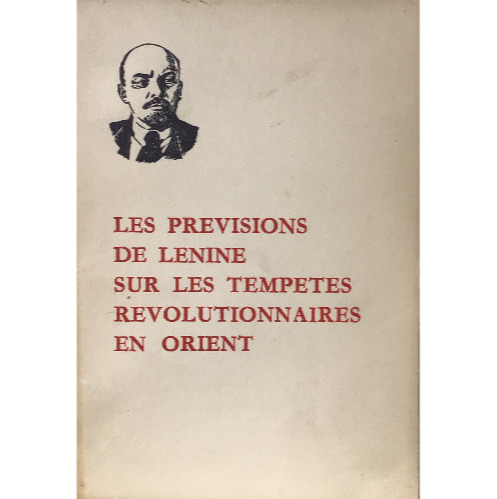 LES PREVISIONS
DE LENINE
SUR LES TEMPETES
REVOLUTIONNAIRES
EN ORIENT